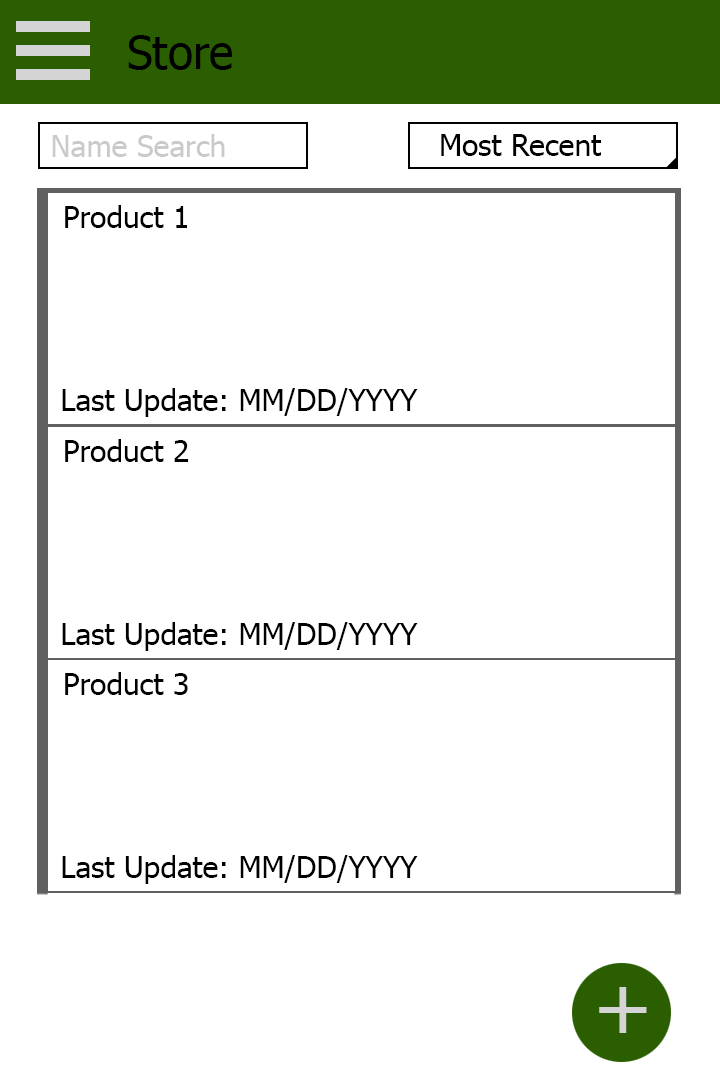 Store
Name Search
Most Recent
Product 1
Last Update: MM/DD/YYYY
Product 2
Last Update: MM/DD/YYYY
Product 3
Last Update: MM/DD/YYYY
+